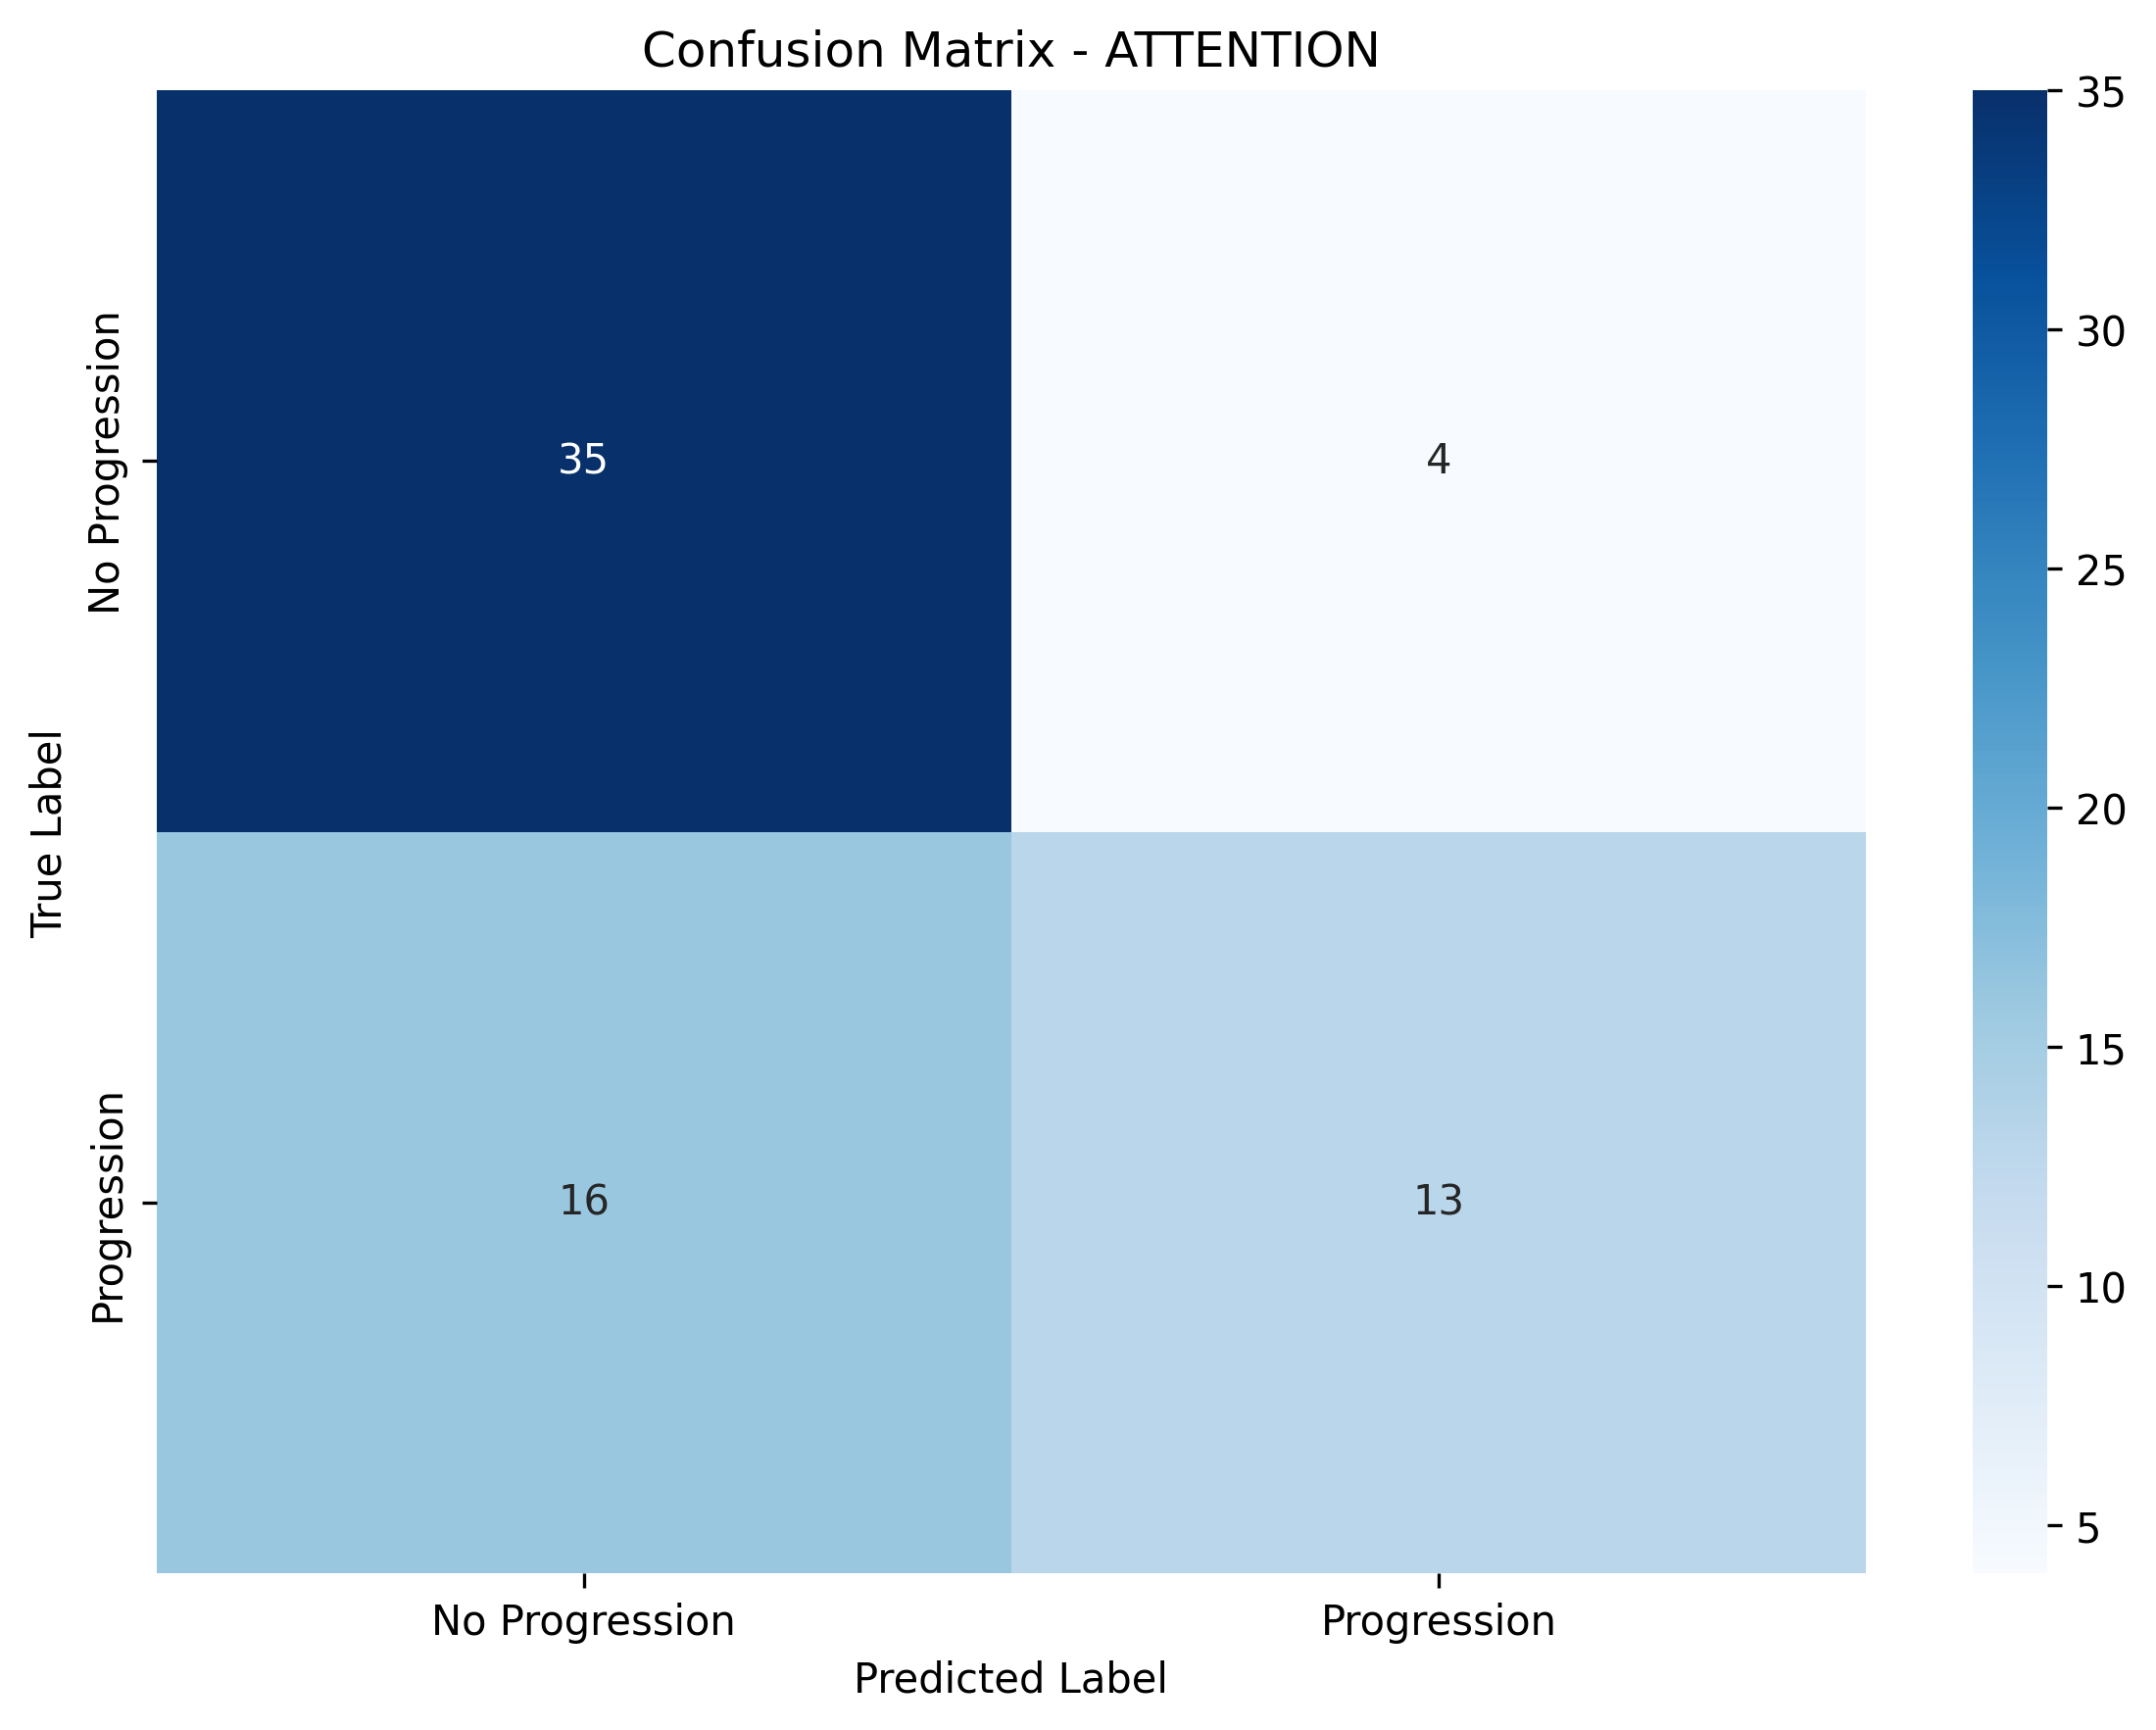 Confusion Matrix - ATTENTION
True Label
No Progression
Progression
35
4
16
13
No Progression
Progression
Predicted Label
35
30
25
20
15
10
5